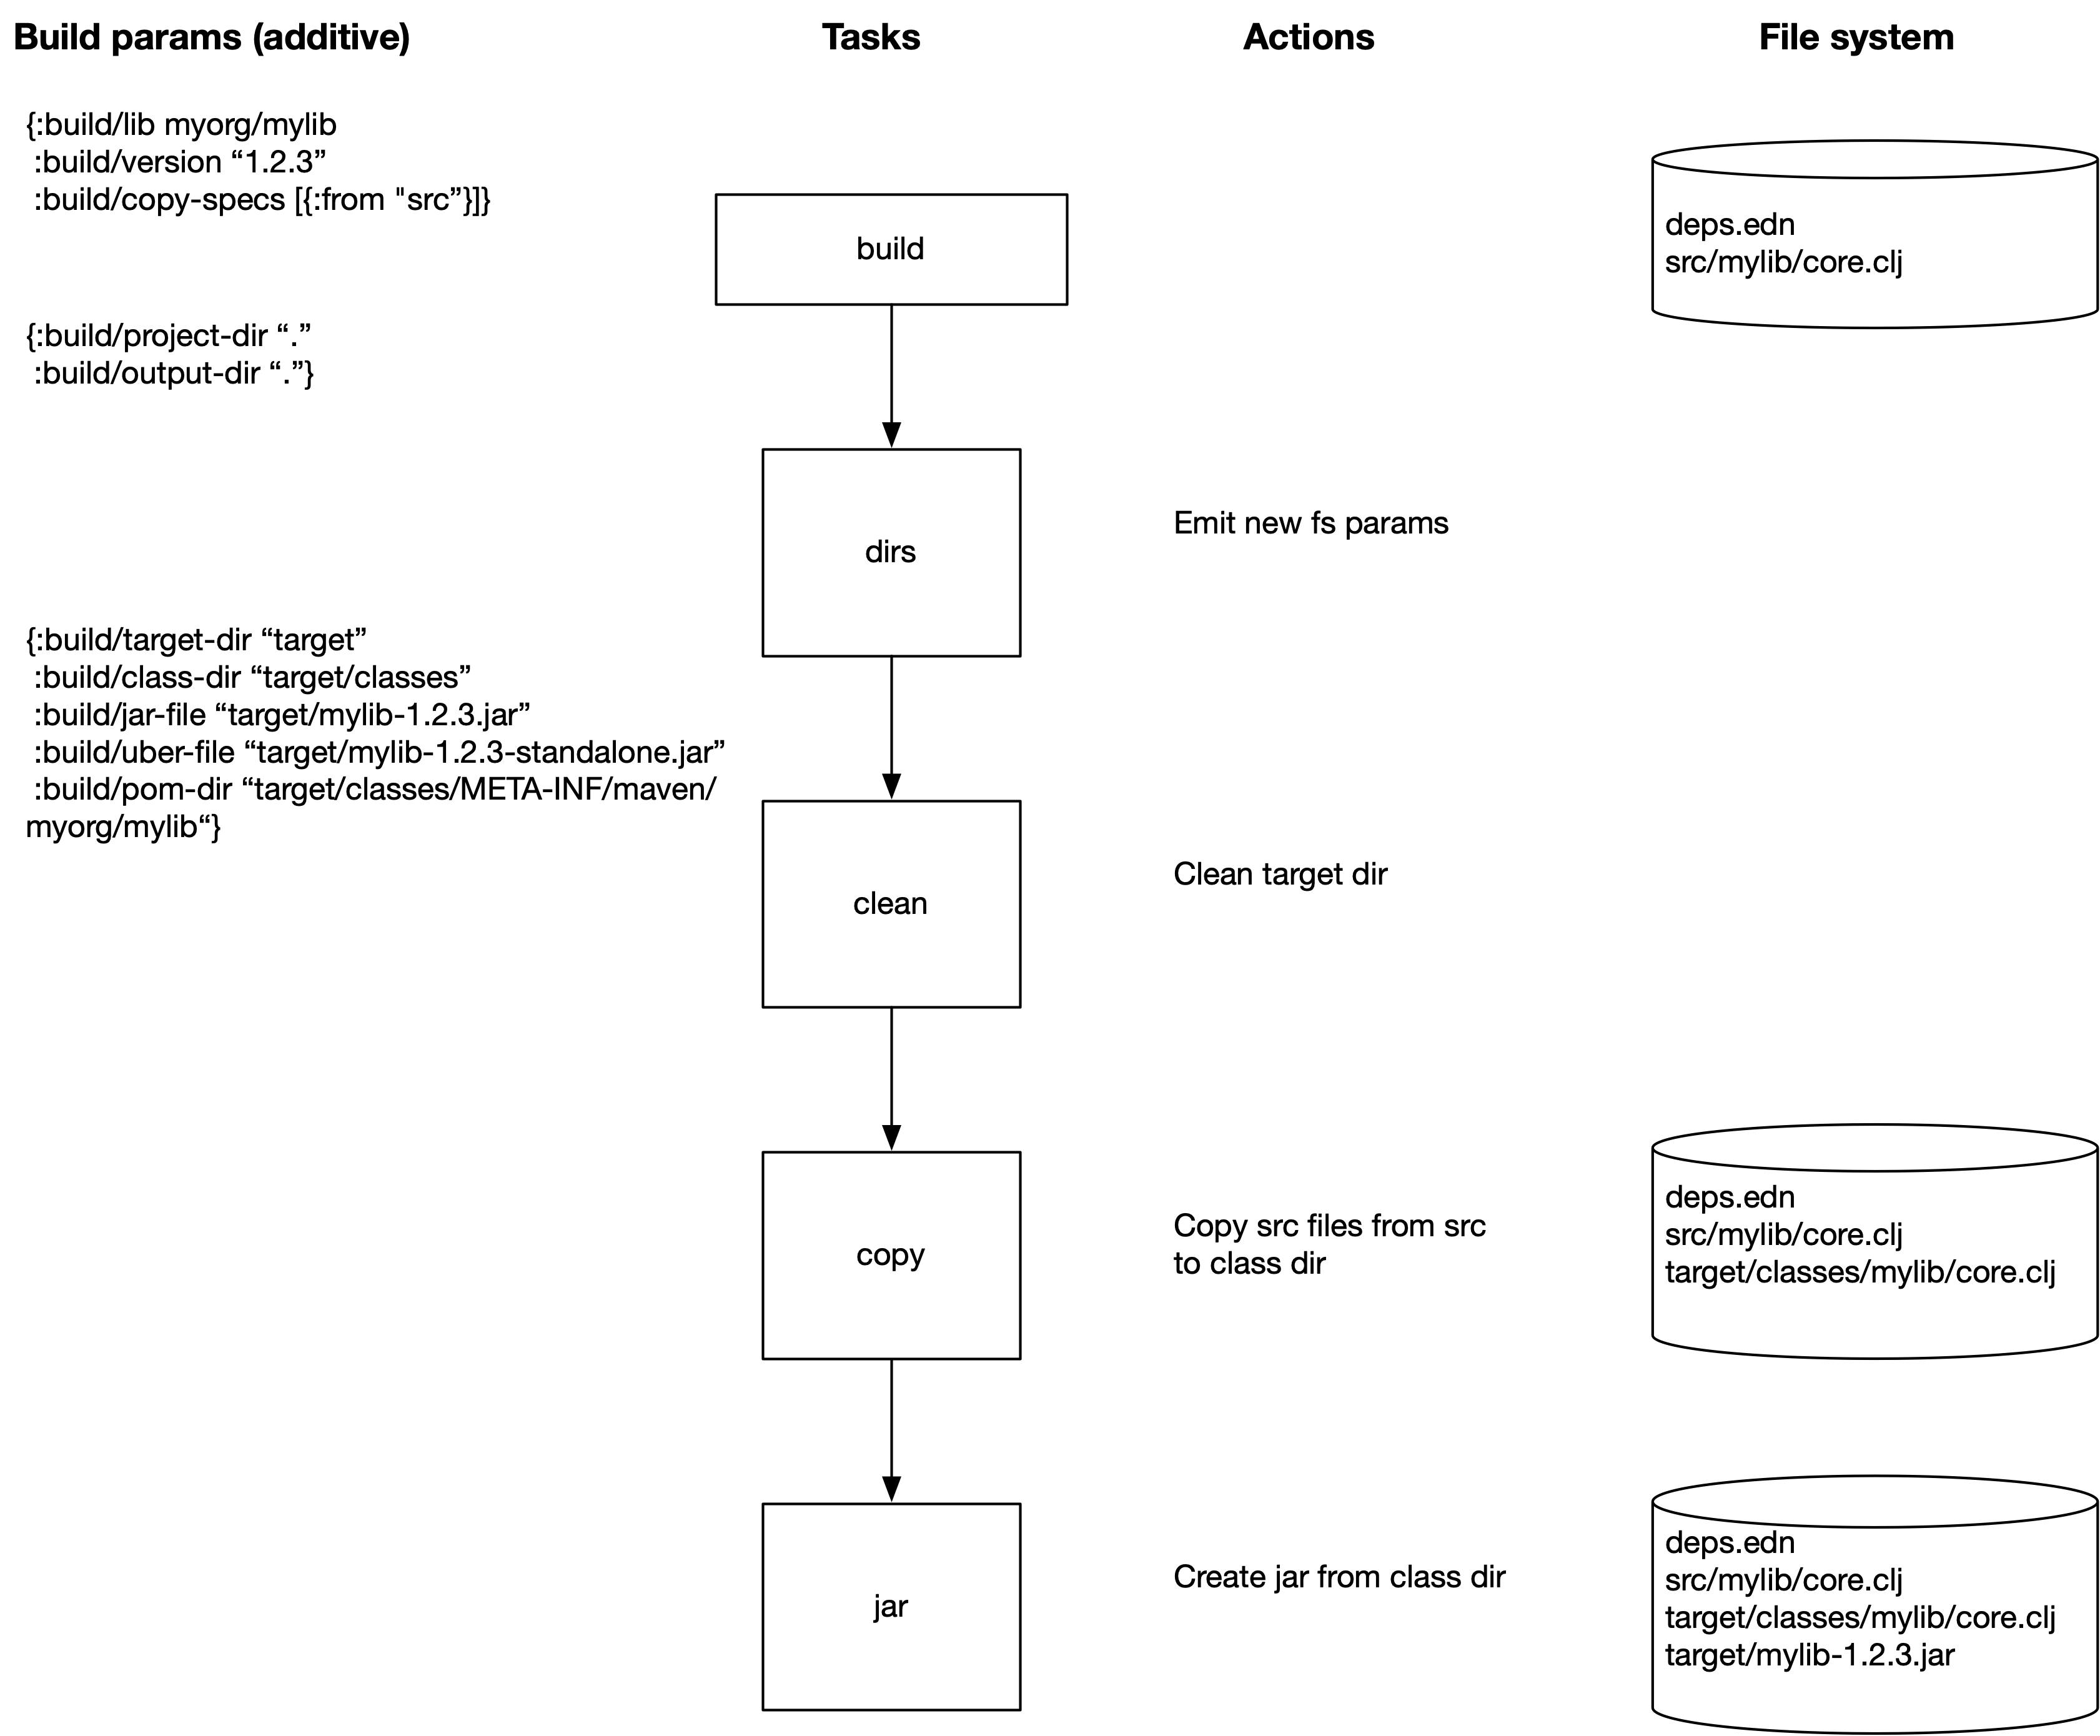 Build params (additive)
Tasks
Actions
File system
{:build/lib myorg/mylib
:build/version “1.2.3”
:build/copy-specs [{:from "src”}]}
build
deps.edn
src/mylib/core.clj
{:build/project-dir “.”
:build/output-dir “.”}
dirs
Emit new fs params
{:build/target-dir “target”
:build/class-dir “target/classes”
:build/jar-file “target/mylib-1.2.3.jar”
:build/uber-file “target/mylib-1.2.3-standalone.jar”
:build/pom-dir “target/classes/META-INF/maven/
myorg/mylib“}
clean
Clean target dir
copy
Copy src files from src
to class dir
deps.edn
src/mylib/core.clj
target/classes/mylib/core.clj
jar
Create jar from class dir
deps.edn
src/mylib/core.clj
target/classes/mylib/core.clj
target/mylib-1.2.3.jar